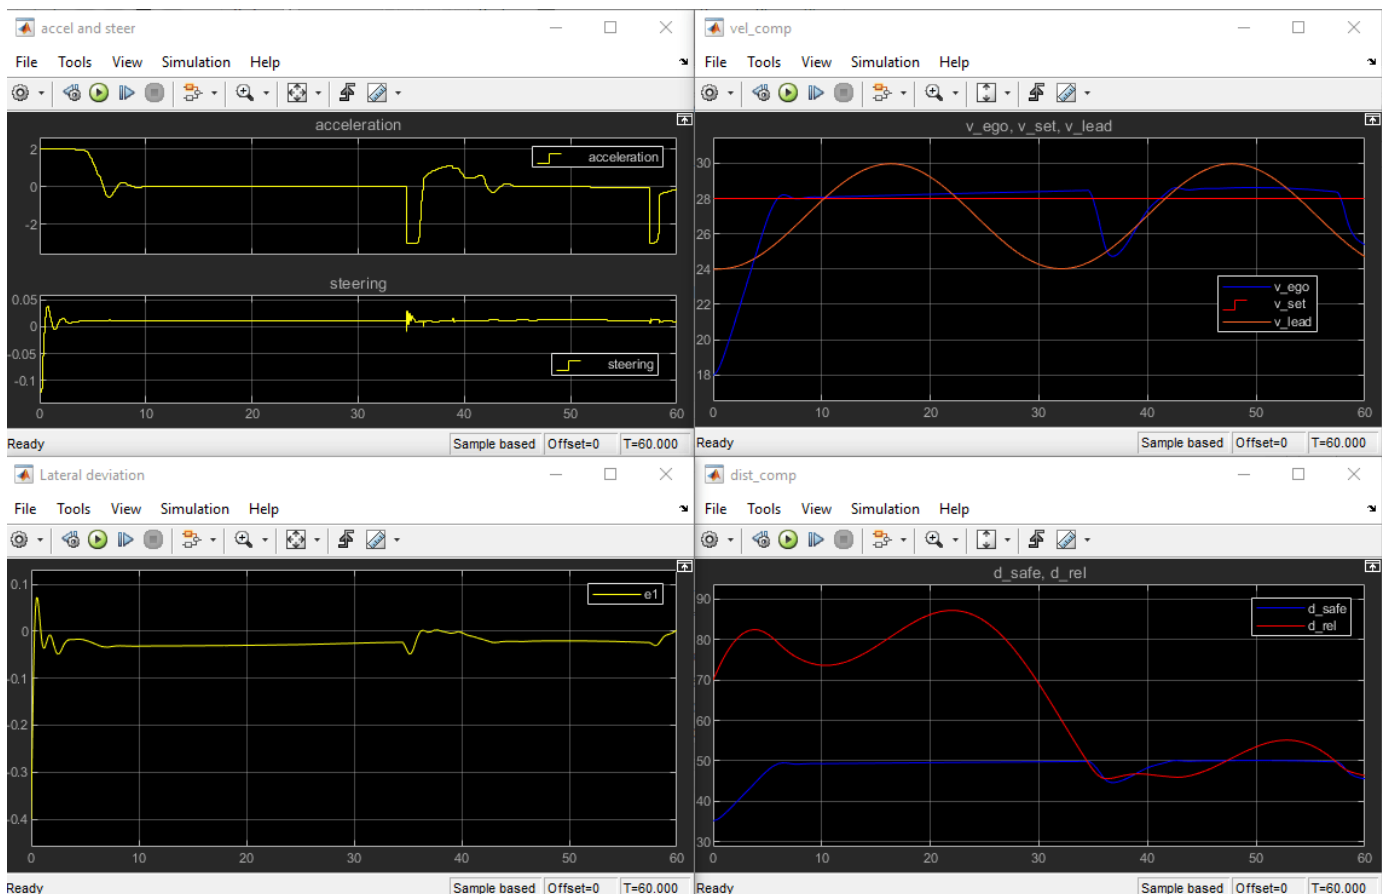 accel and steer
File Tools View Simulation Help
acceleration
acceleration
2
0
-2
steering
0.05
0
-0.05
-0.1
steering
0 10 20 30 40 50 60
Ready Sample based Offset=0 T=60.000
vel_comp
File Tools View Simulation Help
v_ego, v_set, v_lead
30
28
26
24
22
20
18
v_ego
v_set
v_lead
0 10 20 30 40 50 60
Ready Sample based Offset=0 T=60.000
Lateral deviation
File Tools View Simulation Help
e1
0.1
0
-0.1
-0.2
-0.3
-0.4
0 10 20 30 40 50 60
Ready Sample based Offset=0 T=60.000
dist_comp
File Tools View Simulation Help
d_safe, d_rel
d_safe
d_rel
90
80
70
60
50
40
30
0 10 20 30 40 50 60
Ready Sample based Offset=0 T=60.000